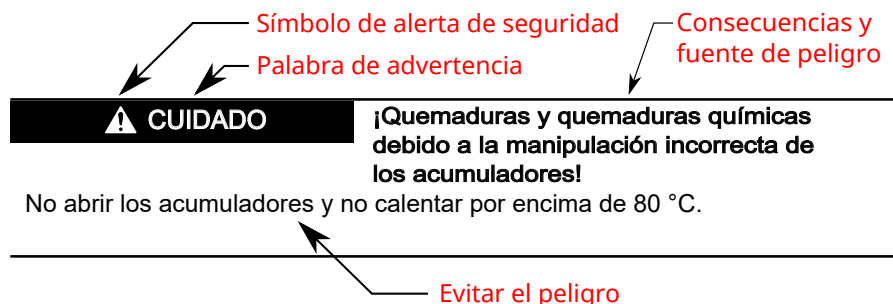 Símbolo de alerta de seguridad
Consecuencias y
fuente de peligro
Palabra de advertencia
CUIDADO
¡Quemaduras y quemaduras químicas
debido a la manipulación incorrecta de
los acumuladores!
No abrir los acumuladores y no calentar por encima de 80 °C.
Evitar el peligro